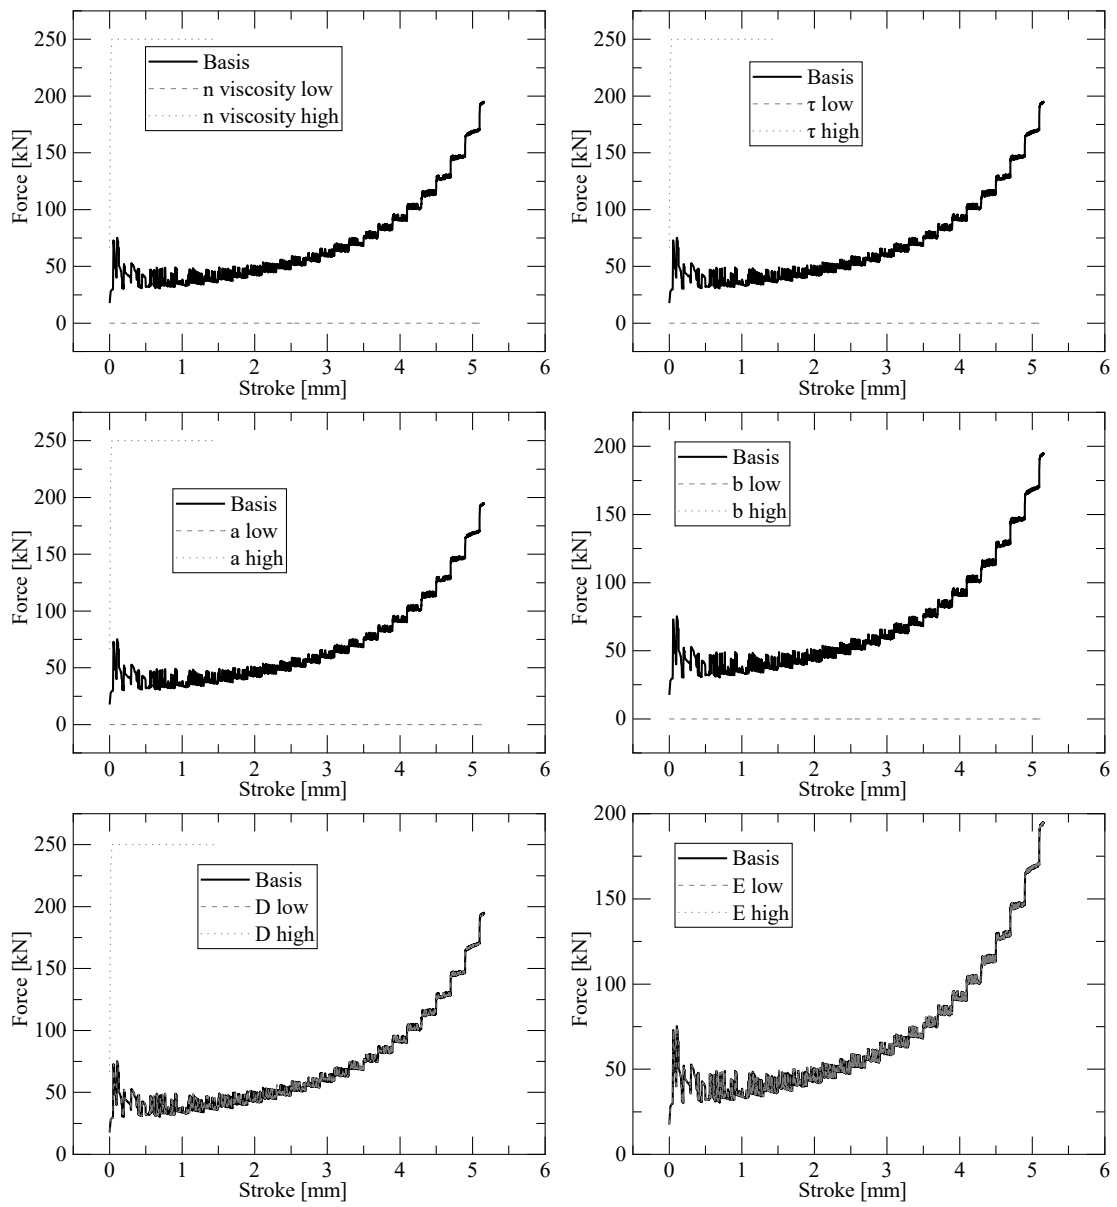 250
200
150
100
50
0
Force [kN]
Basis
n viscosity low
n viscosity high
0 1 2 3 4 5 6
Stroke [mm]
250
200
150
100
50
0
Force [kN]
Basis
τ low
τ high
0 1 2 3 4 5 6
Stroke [mm]
250
200
150
100
50
0
Force [kN]
Basis
a low
a high
0 1 2 3 4 5 6
Stroke [mm]
200
150
100
50
0
Force [kN]
Basis
b low
b high
0 1 2 3 4 5 6
Stroke [mm]
250
200
150
100
50
0
Force [kN]
Basis
D low
D high
0 1 2 3 4 5 6
Stroke [mm]
200
150
100
50
0
Force [kN]
Basis
E low
E high
0 1 2 3 4 5 6
Stroke [mm]